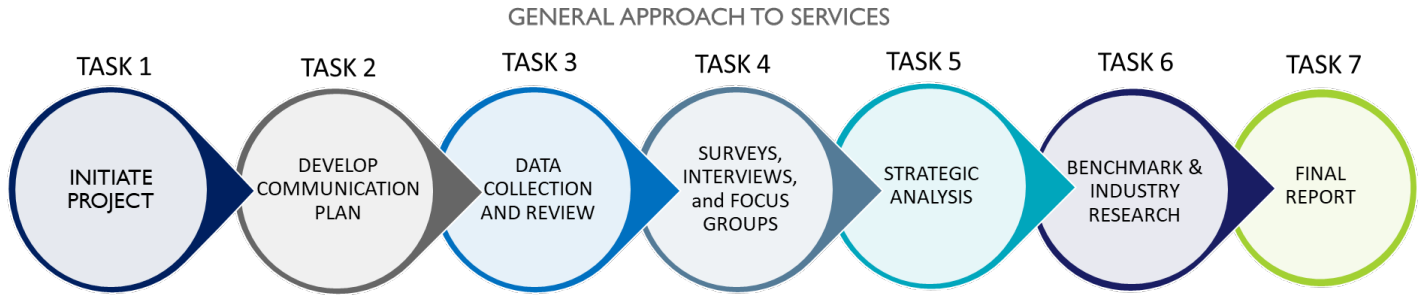 GENERAL APPROACH TO SERVICES
TASK 1
INITIATE
PROJECT
TASK 2
DEVELOP
COMMUNICATION
PLAN
TASK 3
DATA
COLLECTION
AND REVIEW
TASK 4
SURVEYS,
INTERVIEWS,
and FOCUS
GROUPS
TASK 5
STRATEGIC
ANALYSIS
TASK 6
BENCHMARK &
INDUSTRY
RESEARCH
TASK 7
FINAL
REPORT